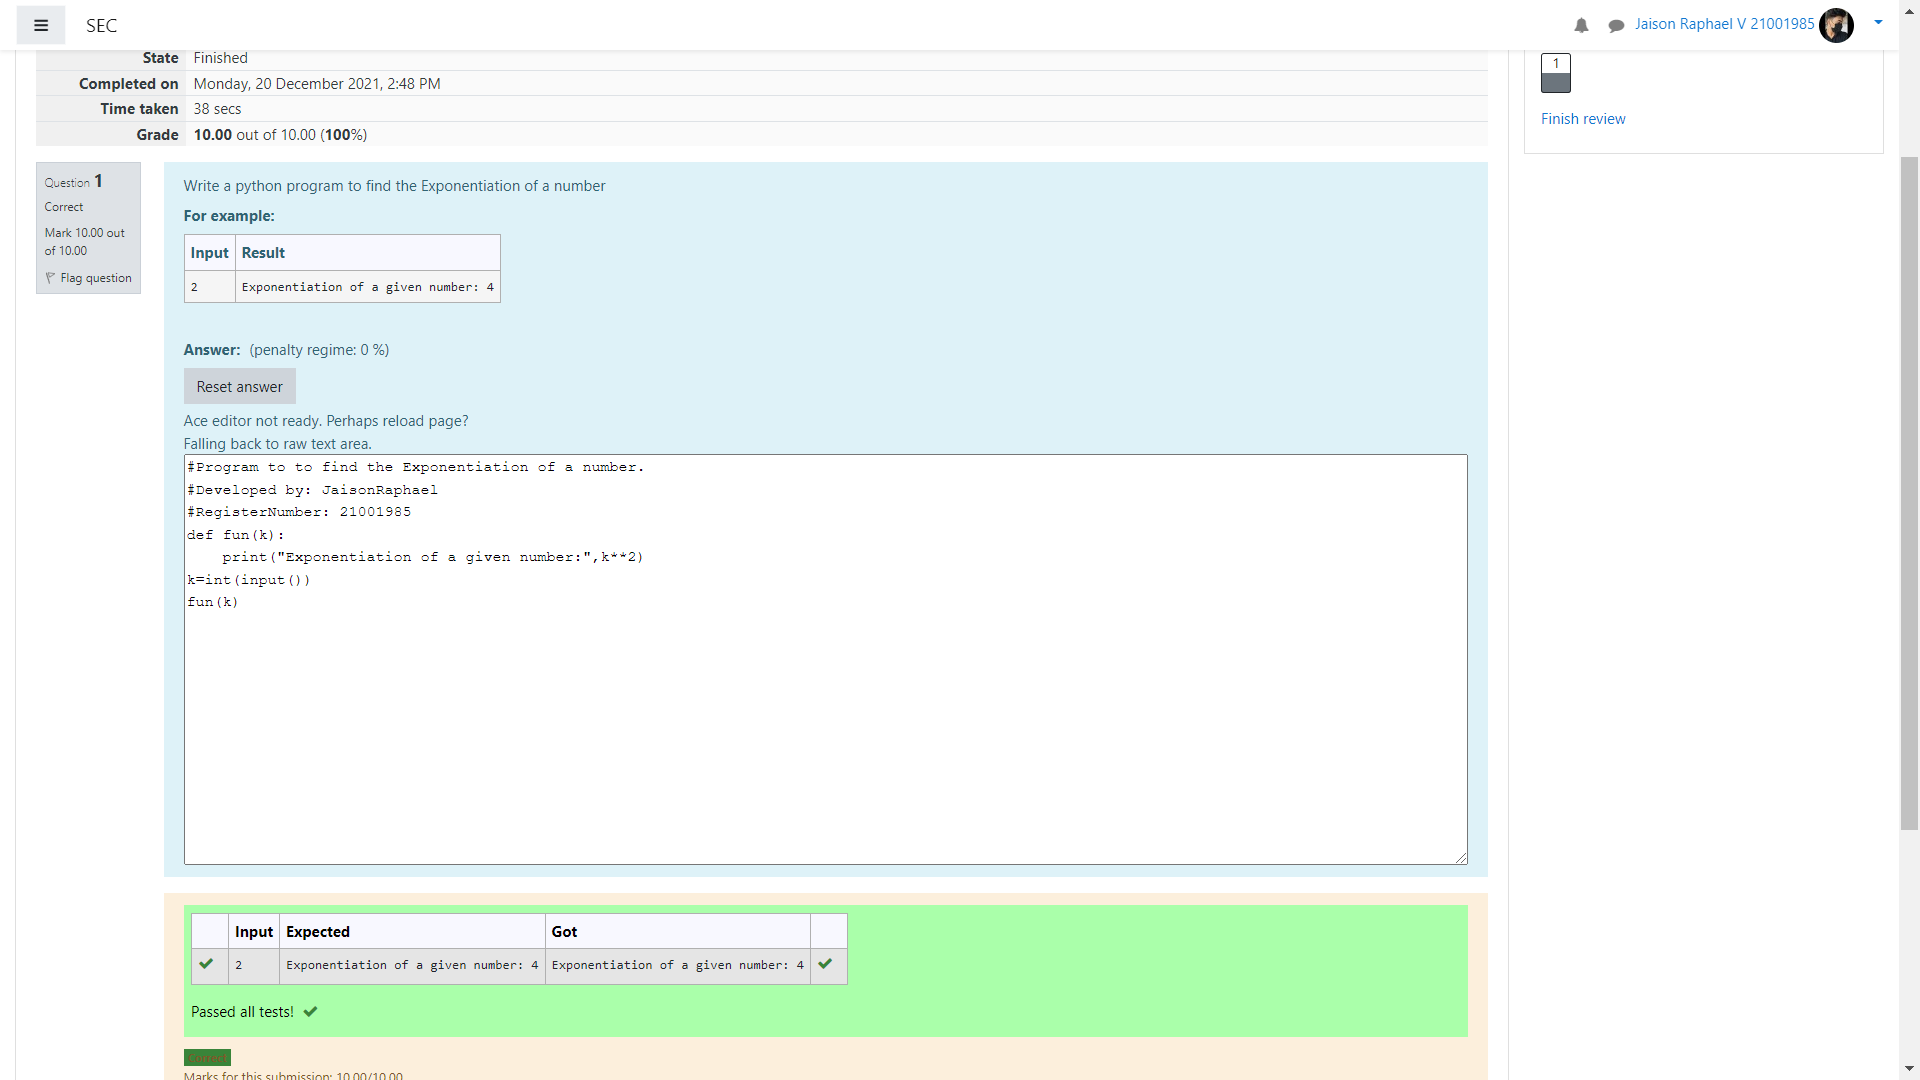 SEC
Jaison Raphael V 21001985
State Finished
Completed on Monday, 20 December 2021, 2:48 PM
Time taken 38 secs
Grade 10.00 out of 10.00 (100%)
1
Finish review
Question 1
Correct
Mark 10.00 out
of 10.00
Flag question
Write a python program to find the Exponentiation of a number
For example:
Input Result
2 Exponentiation of a given number: 4
Answer: (penalty regime: 0 %)
Reset answer
Ace editor not ready. Perhaps reload page?
Falling back to raw text area.
#Program to to find the Exponentiation of a number.
#Developed by: JaisonRaphael
#RegisterNumber: 21001985
def fun(k):
    print("Exponentiation of a given number:",k**2)
k=int(input())
fun(k)
Input Expected Got
2 Exponentiation of a given number: 4 Exponentiation of a given number: 4
Passed all tests!
Correct
Marks for this submission: 10.00/10.00.